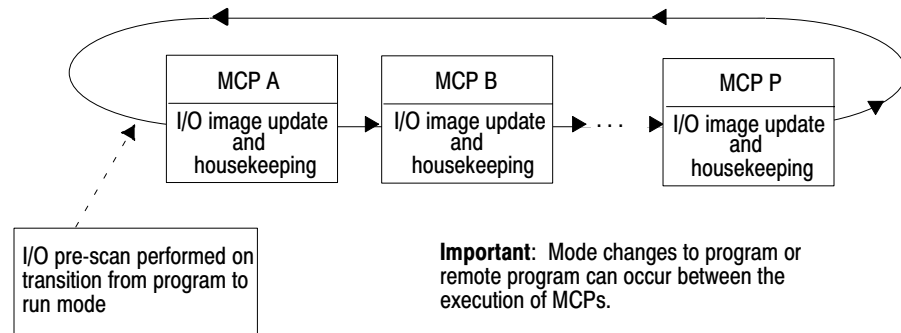 MCP A
I/O image update
and
housekeeping
MCP B
I/O image update
and
housekeeping
. . .
MCP P
I/O image update
and
housekeeping
I/O pre-scan performed on
transition from program to
run mode
Important: Mode changes to program or
remote program can occur between the
execution of MCPs.